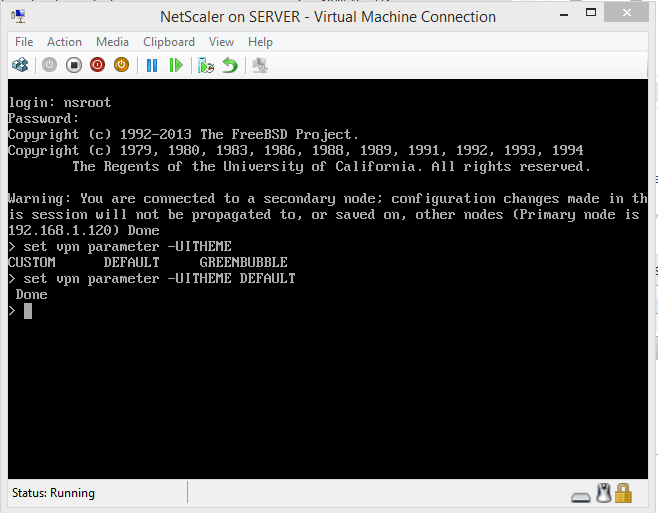 NetScaler on SERVER - Virtual Machine Connection
File Action Media Clipboard View Help
login: nsroot
Password:
Copyright (c) 1992-2013 The FreeBSD Project.
Copyright (c) 1979, 1980, 1983, 1986, 1988, 1989, 1991, 1992, 1993, 1994
The Regents of the University of California. All rights reserved.
Warning: You are connected to a secondary node; configuration changes made in th
is session will not be propagated to, or saved on, other nodes (Primary node is
192.168.1.120) Done
> set vpn parameter -UITHEME
CUSTOM DEFAULT GREENBUBBLE
> set vpn parameter -UITHEME DEFAULT
Done
>
Status: Running